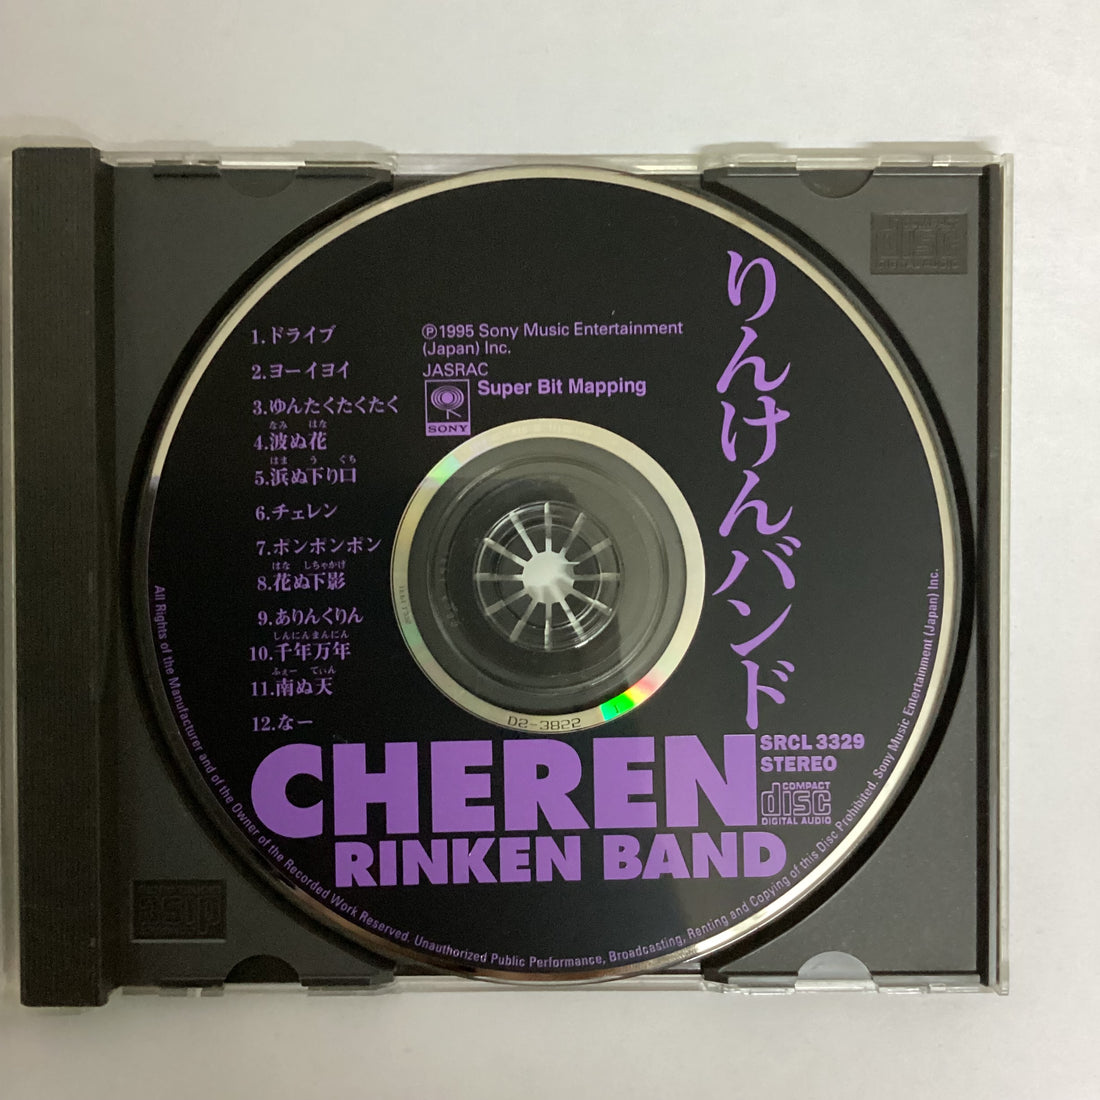 1.ドライブ
2.ヨーイヨイ
3.ゆんたくたくたく
なみ はな
4.波ぬ花
はま う ぐち
5.浜ぬ下り口
6.チェレン
7.ポンポンポン
はな しちゃかげ
8.花ぬ下影
9.ありんくりん
しんにんまんにん
10.千年万年
ふぇー てぃん
11.南ぬ天
12.なー
Ⓟ1995 Sony Music Entertainment
(Japan) Inc.
JASRAC
Super Bit Mapping
SONY
りんけんバンド
D2-3822
CHEREN
RINKEN BAND
SRCL 3329
STEREO
COMPACT
disc
DIGITAL AUDIO
All Rights of the Manufacturer and of the Owner of the Recorded Work Reserved. Unauthorized Public Performance, Broadcasting, Renting and Copying of this Disc Prohibited. Sony Music Entertainment (Japan) Inc.
disc
DIGITAL AUDIO